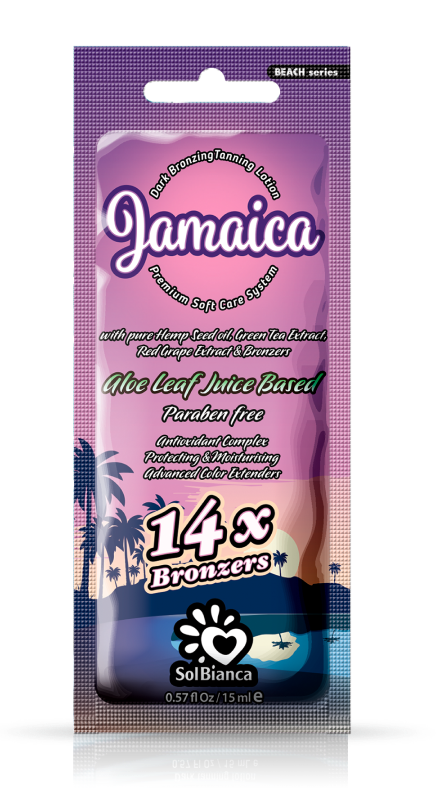 BEACH series
Dark Bronzing Tanning Lotion
Jamaica
Premium Soft Care System
with pure Hemp Seed oil, Green Tea Extract,
Red Grape Extract & Bronzers
Aloe Leaf Juice Based
Paraben free
Antioxidant Complex
Protecting & Moisturising
Advanced Color Extenders
14x
Bronzers
SolBianca
0.57 fl Oz / 15 ml e